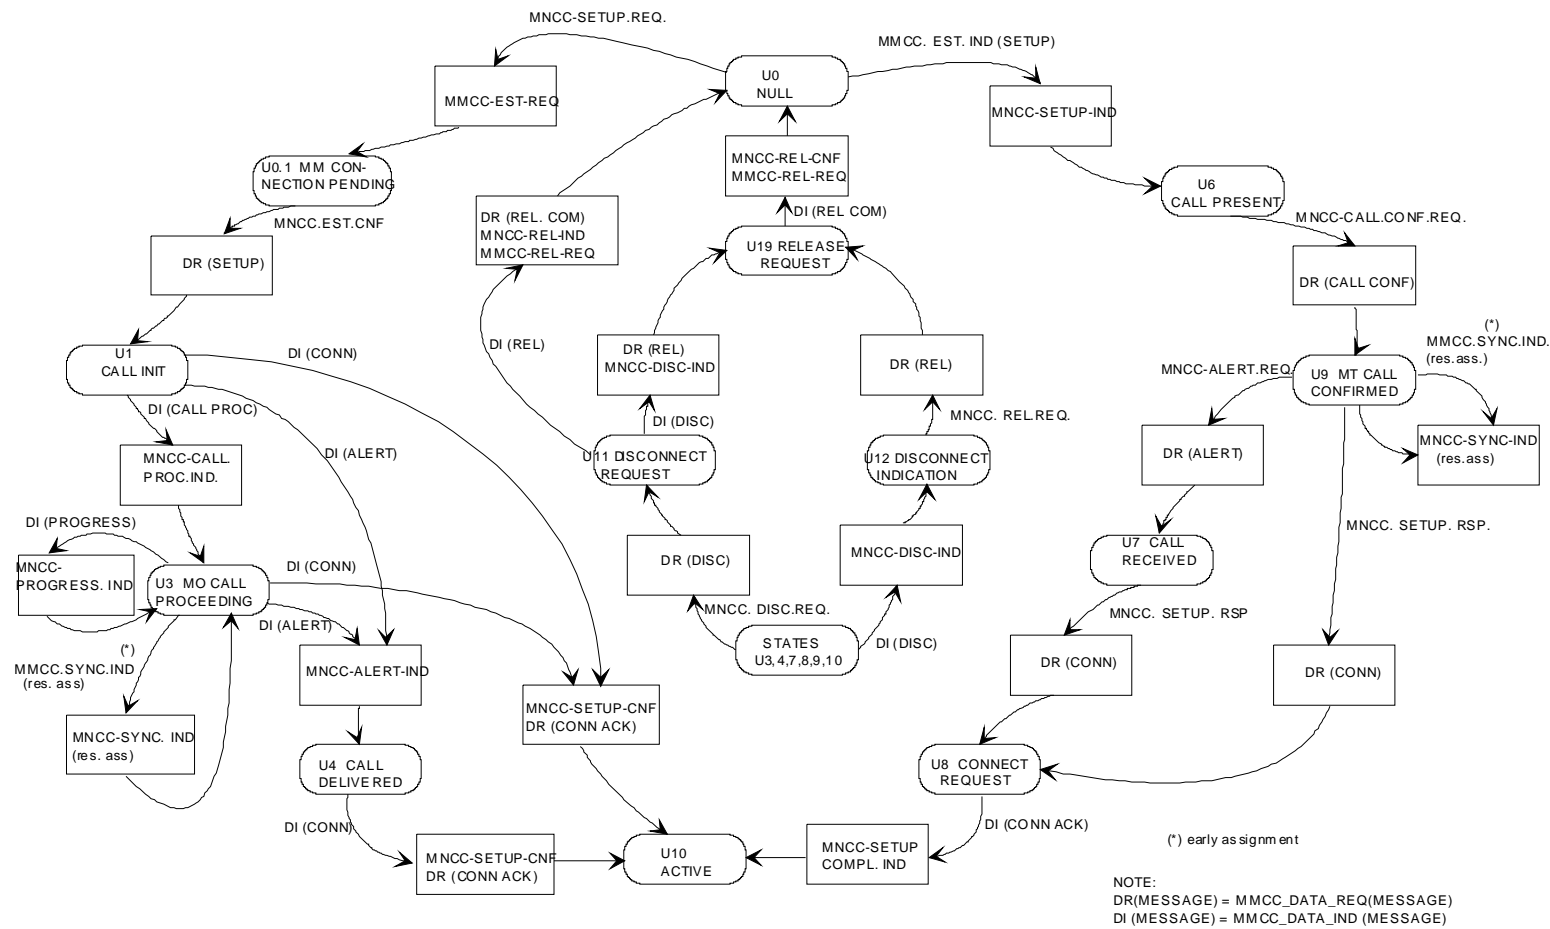 MNCC-SETUP.REQ.
MMCC. EST. IND (SETUP)
U0
NULL
MMCC-EST-REQ
MNCC-SETUP-IND
MNCC-REL-CNF
MMCC-REL-REQ
U0.1 MM CON-
NECTION PENDING
U6
CALL PRESENT
MNCC.EST.CNF
DR (REL. COM)
MNCC-REL-IND
MMCC-REL-REQ
DI (REL COM)
MNCC-CALL.CONF.REQ.
DR (SETUP)
U19 RELEASE
REQUEST
DR (CALL CONF)
(*)
MMCC.SYNC.IND.
(res.ass.)
DI (REL)
DI (CONN)
U1
CALL INIT
DR (REL)
MNCC-DISC-IND
DR (REL)
MNCC-ALERT.REQ.
U9 MT CALL
CONFIRMED
DI (CALL PROC)
DI (DISC)
MNCC. REL.REQ.
MNCC-CALL.
PROC.IND.
DI (ALERT)
U11 DISCONNECT
REQUEST
U12 DISCONNECT
INDICATION
DR (ALERT)
MNCC-SYNC-IND
(res.ass)
DI (PROGRESS)
MNCC. SETUP. RSP.
MNCC-
PROGRESS. IND
U3 MO CALL
PROCEEDING
DI (CONN)
DR (DISC)
MNCC-DISC-IND
U7 CALL
RECEIVED
DI (ALERT)
MNCC. DISC.REQ.
MNCC. SETUP. RSP
(*)
MMCC.SYNC.IND
(res. ass)
STATES
U3,4,7,8,9,10
DI (DISC)
MNCC-ALERT-IND
DR (CONN)
DR (CONN)
MNCC-SYNC. IND
(res. ass)
MNCC-SETUP-CNF
DR (CONN ACK)
U4 CALL
DELIVERED
U8 CONNECT
REQUEST
DI (CONN)
DI (CONN ACK)
MNCC-SETUP-CNF
DR (CONN ACK)
U10
ACTIVE
MNCC-SETUP
COMPL. IND
(*) early assignment
NOTE:
DR(MESSAGE) = MMCC_DATA_REQ(MESSAGE)
DI (MESSAGE) = MMCC_DATA_IND (MESSAGE)